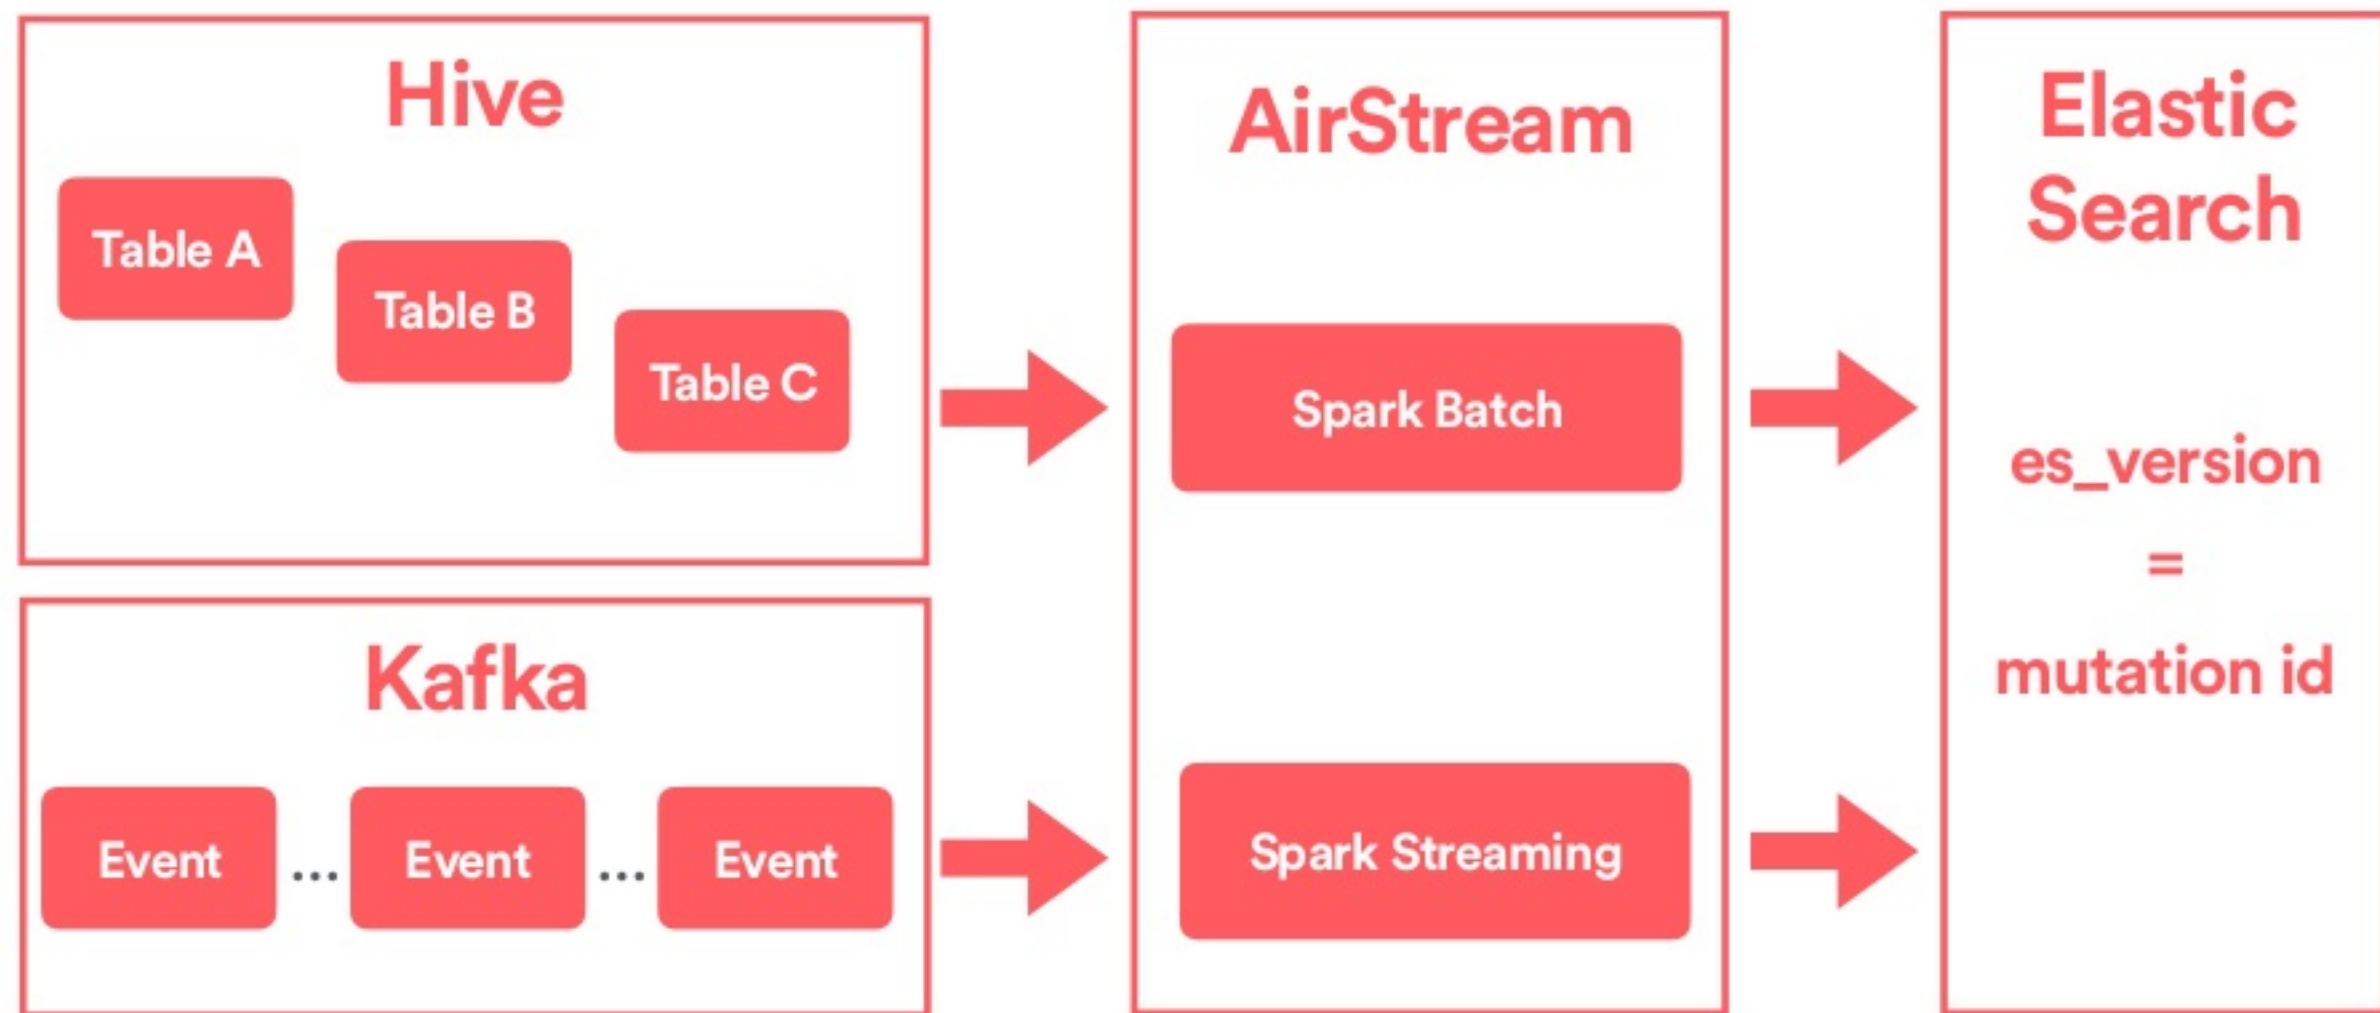 Hive
Table A
Table B
Table C
Kafka
Event ... Event ... Event
AirStream
Spark Batch
Spark Streaming
Elastic
Search
es_version
=
mutation id